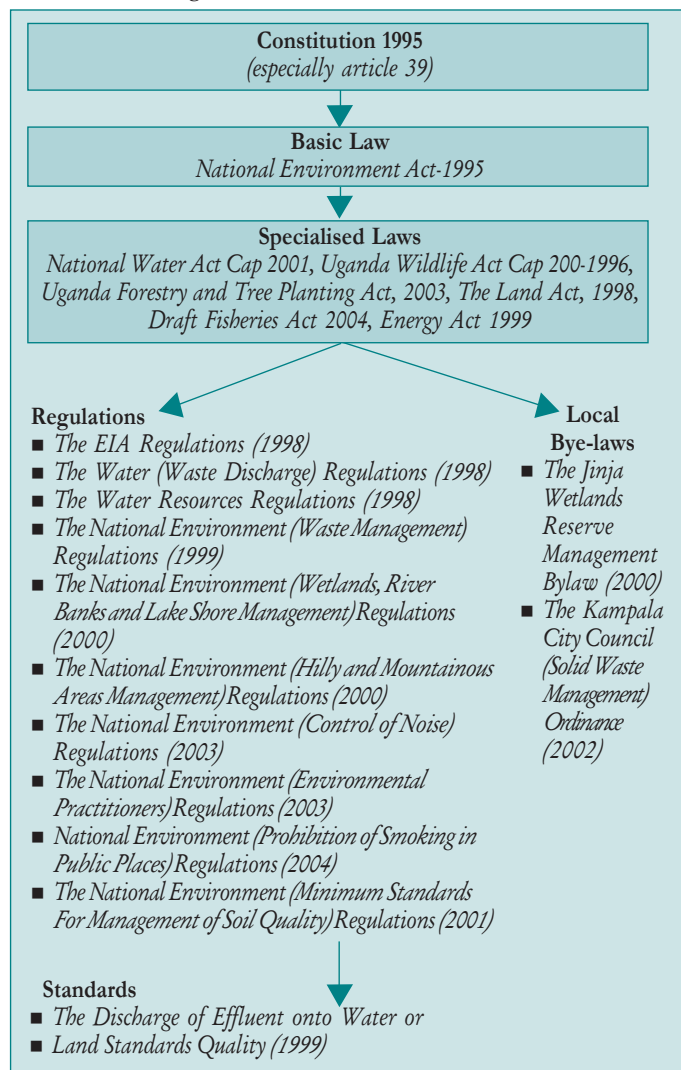 Constitution 1995
(especially article 39)
Basic Law
National Environment Act-1995
Specialised Laws
National Water Act Cap 2001, Uganda Wildlife Act Cap 200-1996,
Uganda Forestry and Tree Planting Act, 2003, The Land Act, 1998,
Draft Fisheries Act 2004, Energy Act 1999
Regulations
■ The EIA Regulations (1998)
■ The Water (Waste Discharge) Regulations (1998)
■ The Water Resources Regulations (1998)
■ The National Environment (Waste Management)
Regulations (1999)
■ The National Environment (Wetlands, River
Banks and Lake Shore Management) Regulations
(2000)
■ The National Environment (Hilly and Mountainous
Areas Management) Regulations (2000)
■ The National Environment (Control of Noise)
Regulations (2003)
■ The National Environment (Environmental
Practitioners) Regulations (2003)
■ National Environment (Prohibition of Smoking in
Public Places) Regulations (2004)
■ The National Environment (Minimum Standards
For Management of Soil Quality) Regulations (2001)
Local
Bye-laws
■ The Jinja
Wetlands
Reserve
Management
Bylaw (2000)
■ The Kampala
City Council
(Solid Waste
Management)
Ordinance
(2002)
Standards
■ The Discharge of Effluent onto Water or
■ Land Standards Quality (1999)